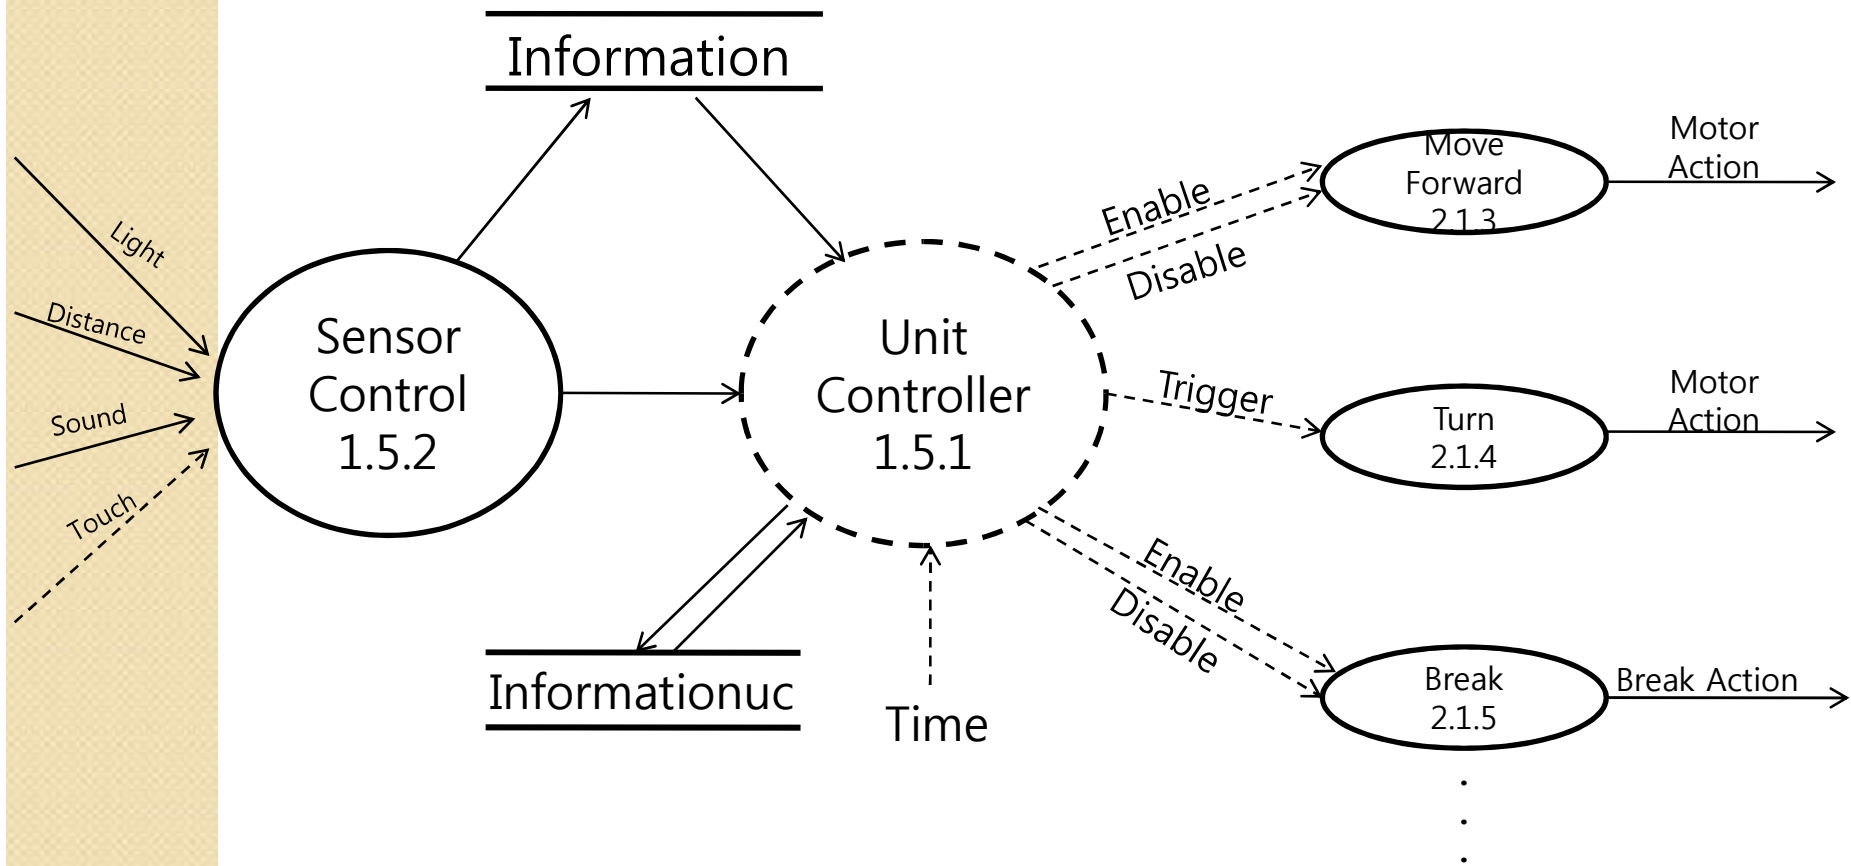 Information
Light
Distance
Sound
Touch
Sensor
Control
1.5.2
Unit
Controller
1.5.1
Informationuc
Time
Enable
Disable
Trigger
Enable
Disable
Move
Forward
2.1.3
Motor
Action
Turn
2.1.4
Motor
Action
Break
2.1.5
Break Action
.
.
.